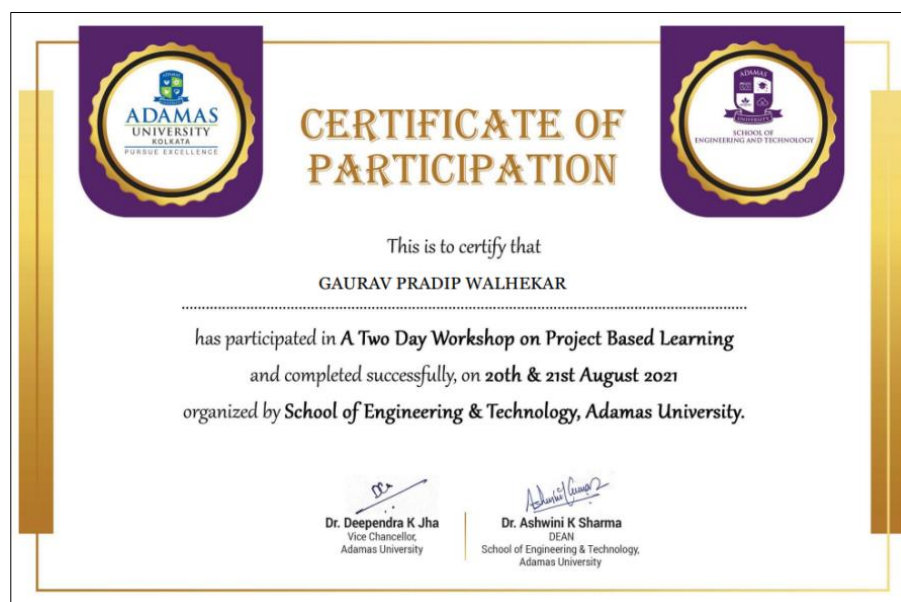 ADAMAS
UNIVERSITY
KOLKATA
PURSUE EXCELLENCE
ADAMAS
UNIVERSITY
SCHOOL OF
ENGINEERING AND TECHNOLOGY
CERTIFICATE OF
PARTICIPATION
This is to certify that
GAURAV PRADIP WALHEKAR
has participated in A Two Day Workshop on Project Based Learning
and completed successfully, on 20th & 21st August 2021
organized by School of Engineering & Technology, Adamas University.
Dr. Deependra K Jha
Vice Chancellor,
Adamas University
Dr. Ashwini K Sharma
DEAN
School of Engineering & Technology,
Adamas University